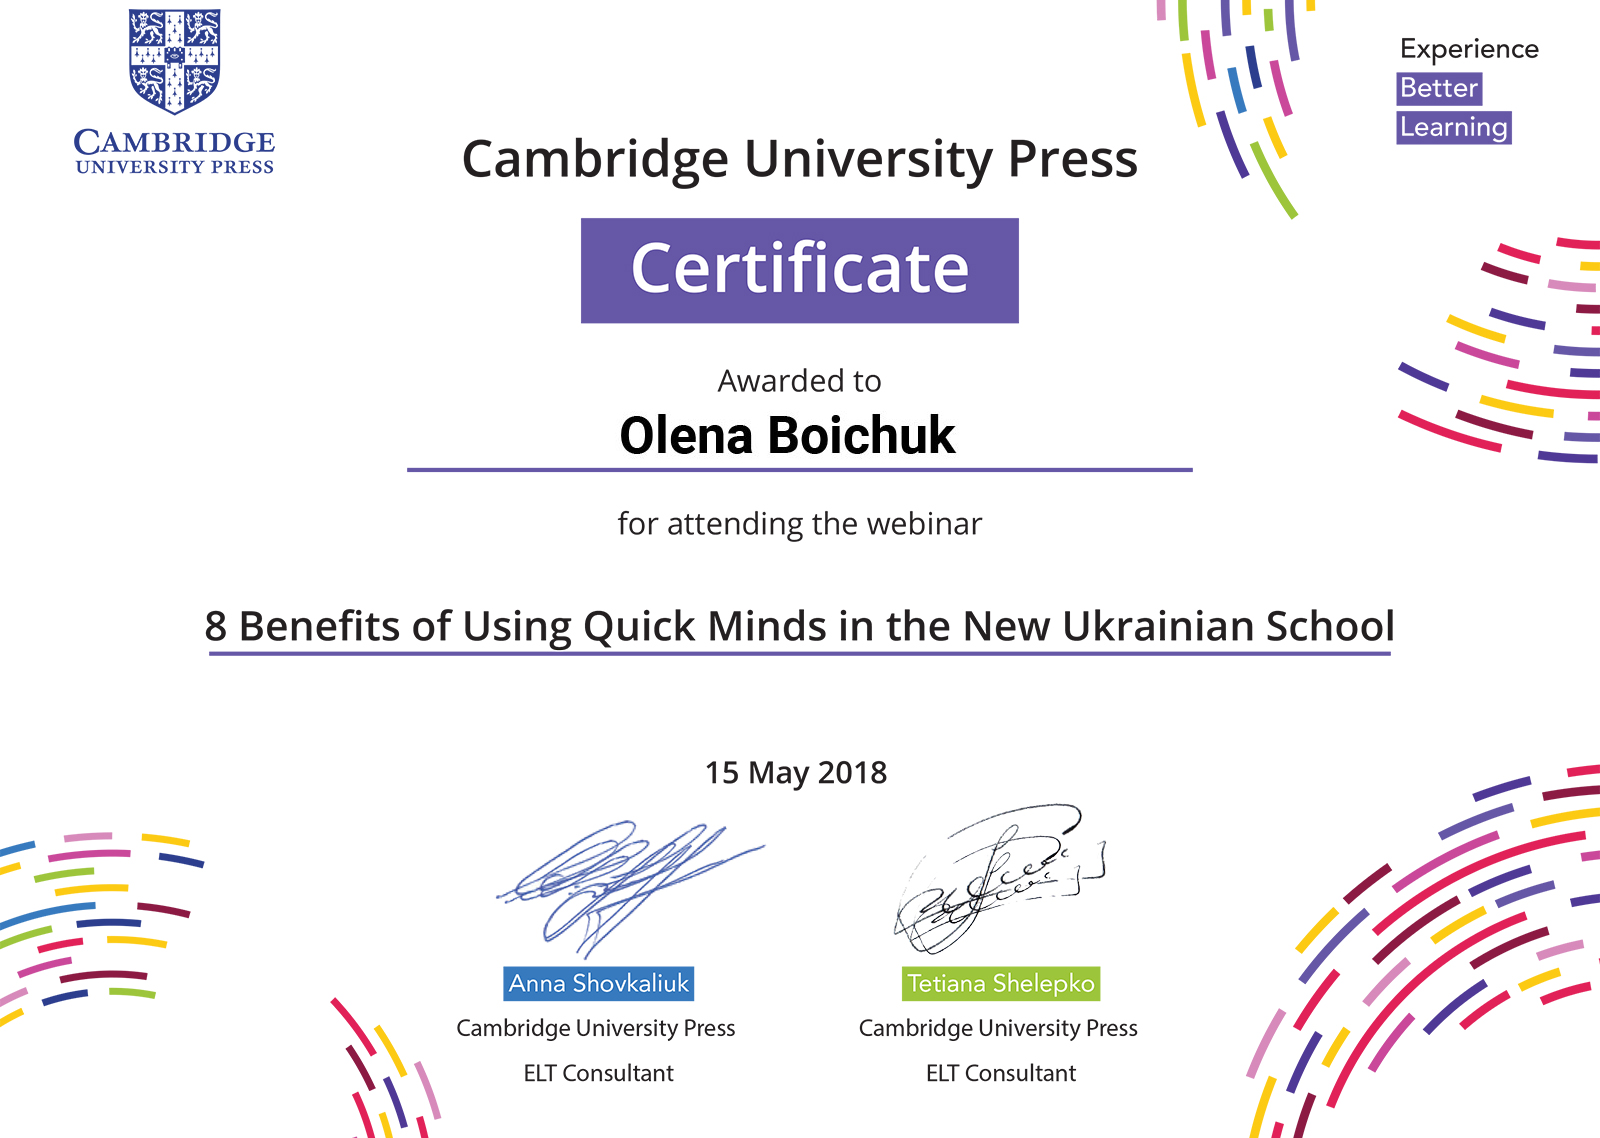 CAMBRIDGE
UNIVERSITY PRESS
Experience
Better
Learning
Cambridge University Press
Certificate
Awarded to
Olena Boichuk
for attending the webinar
8 Benefits of Using Quick Minds in the New Ukrainian School
15 May 2018
Anna Shovkaliuk
Cambridge University Press
ELT Consultant
Tetiana Shelepko
Cambridge University Press
ELT Consultant